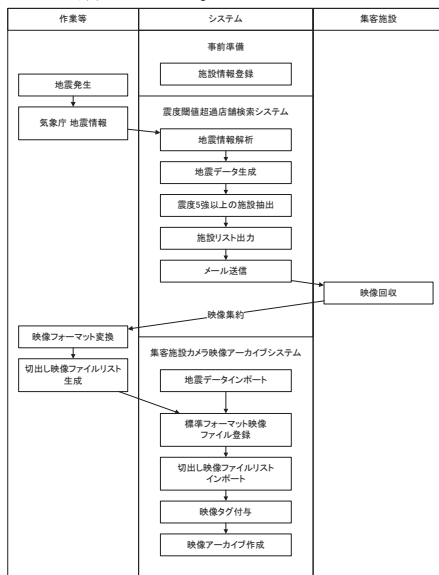 作業等
システム
集客施設
事前準備
施設情報登録
地震発生
気象庁 地震情報
震度閾値超過店舗検索システム
地震情報解析
地震データ生成
震度5強以上の施設抽出
施設リスト出力
メール送信
映像回収
映像集約
映像フォーマット変換
切出し映像ファイルリスト
生成
集客施設カメラ映像アーカイブシステム
地震データインポート
標準フォーマット映像
ファイル登録
切出し映像ファイルリスト
インポート
映像タグ付与
映像アーカイブ作成